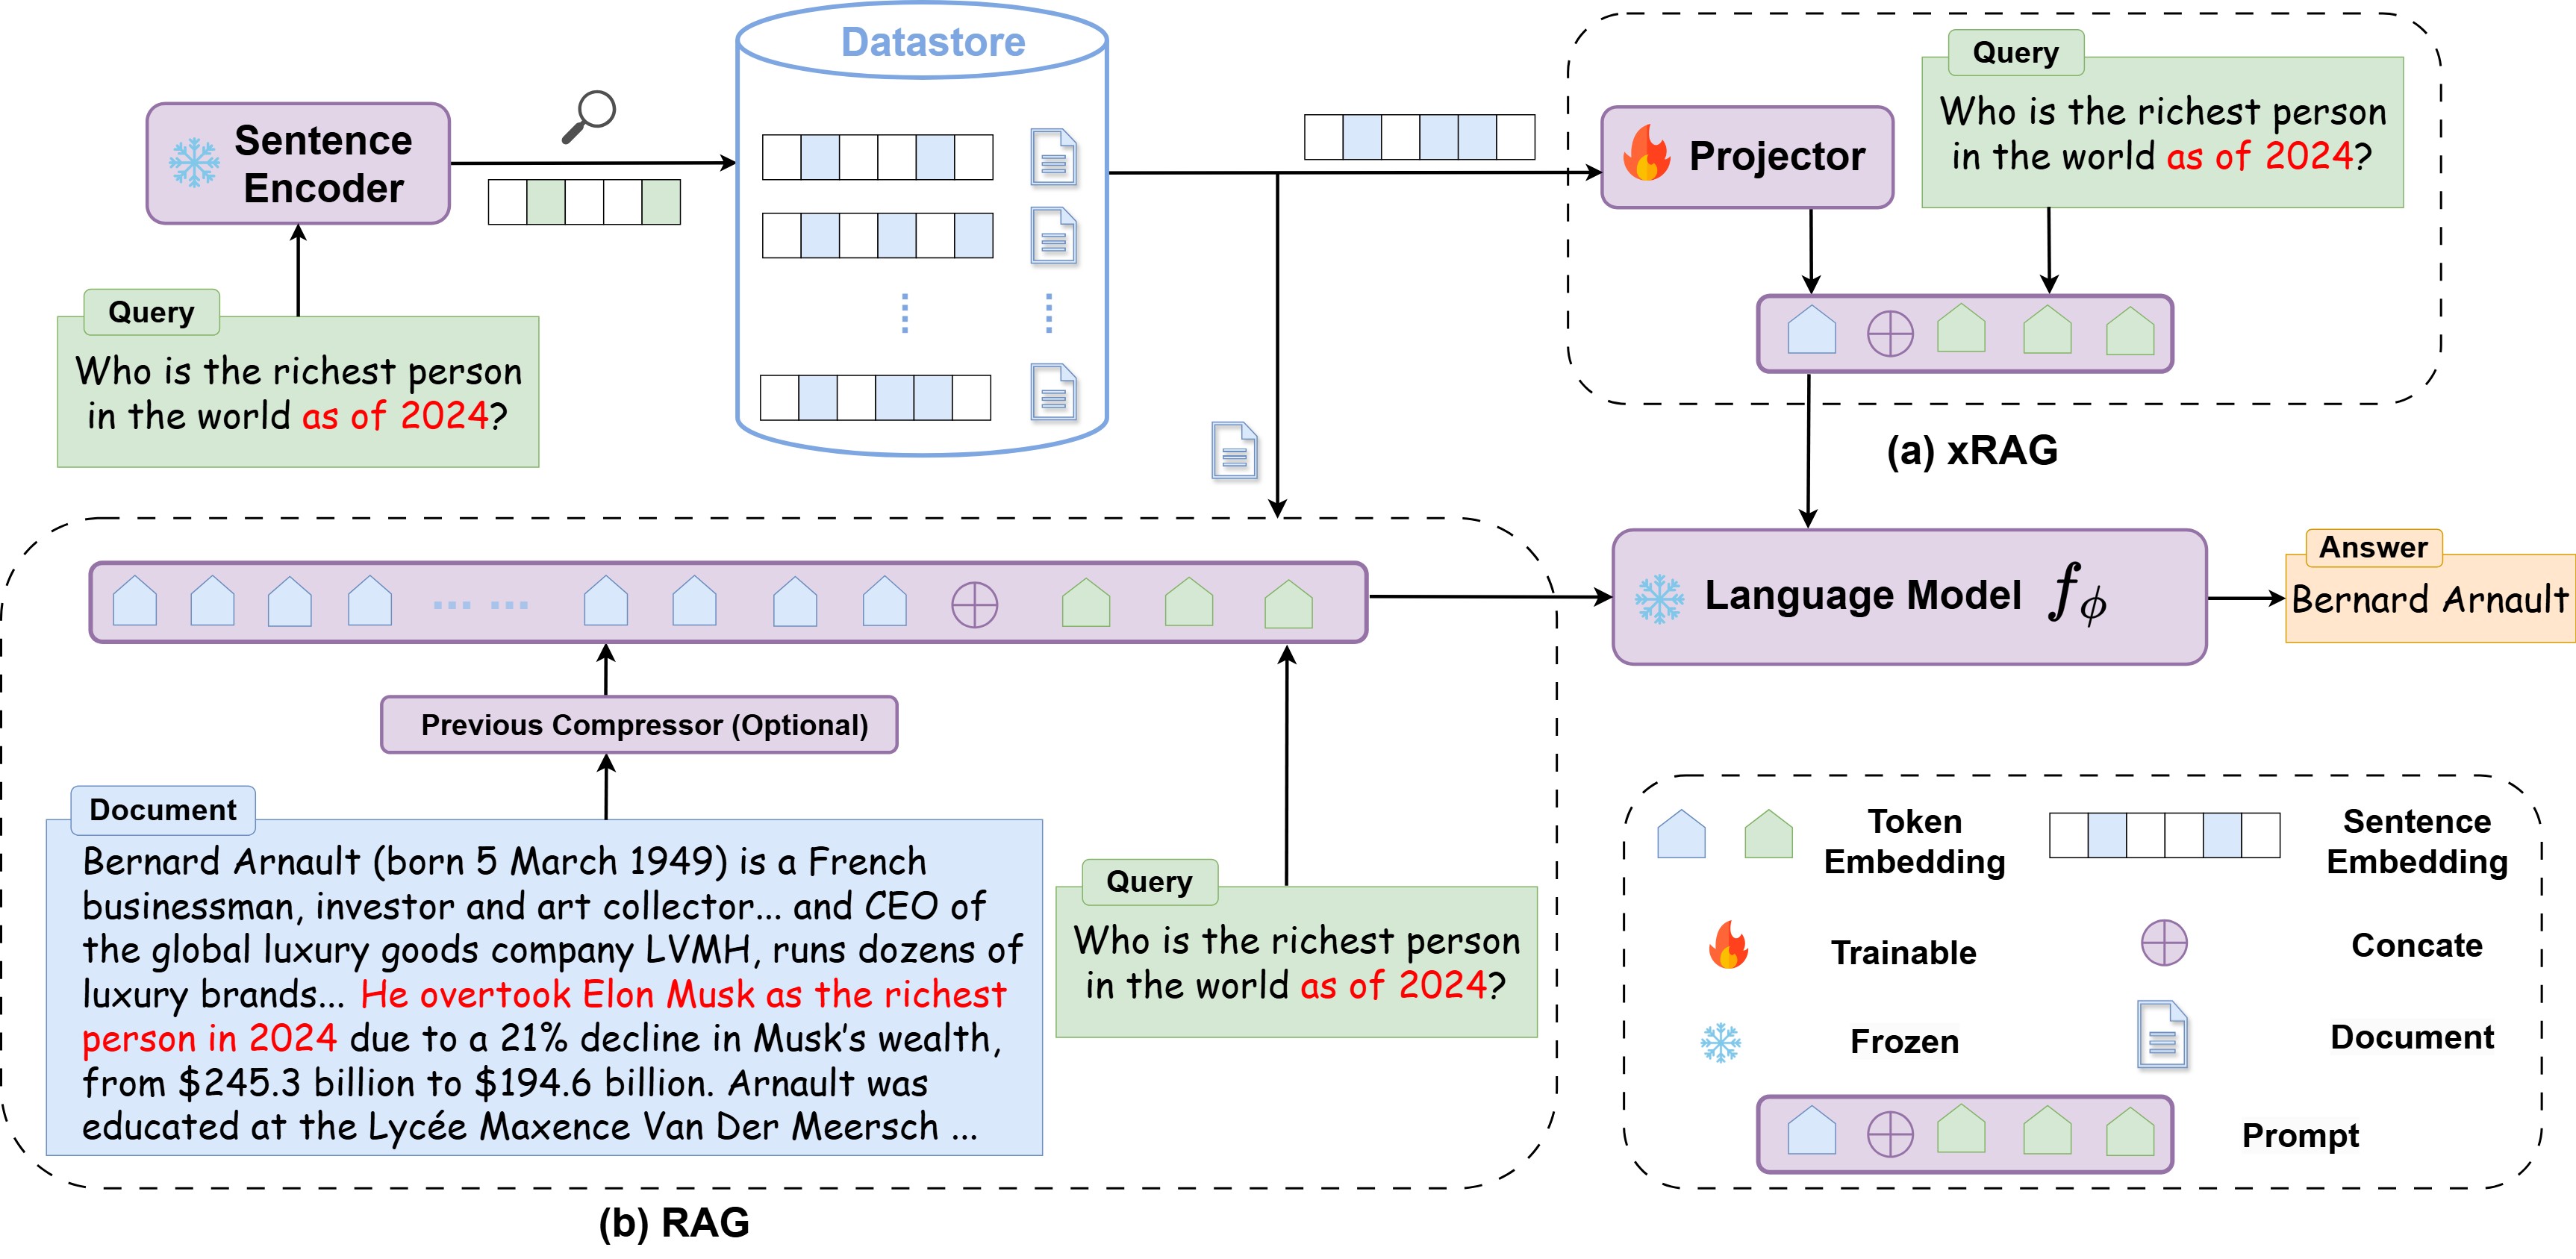 Datastore
Sentence
Encoder
Query
Who is the richest person
in the world as of 2024?
Projector
Query
Who is the richest person
in the world as of 2024?
(a) xRAG
Language Model fϕ
Answer
Bernard Arnault
Previous Compressor (Optional)
Document
Bernard Arnault (born 5 March 1949) is a French
businessman, investor and art collector... and CEO of
the global luxury goods company LVMH, runs dozens of
luxury brands... He overtook Elon Musk as the richest
person in 2024 due to a 21% decline in Musk's wealth,
from $245.3 billion to $194.6 billion. Arnault was
educated at the Lycée Maxence Van Der Meersch ...
Query
Who is the richest person
in the world as of 2024?
(b) RAG
Token
Embedding
Sentence
Embedding
Trainable
Concate
Frozen
Document
Prompt